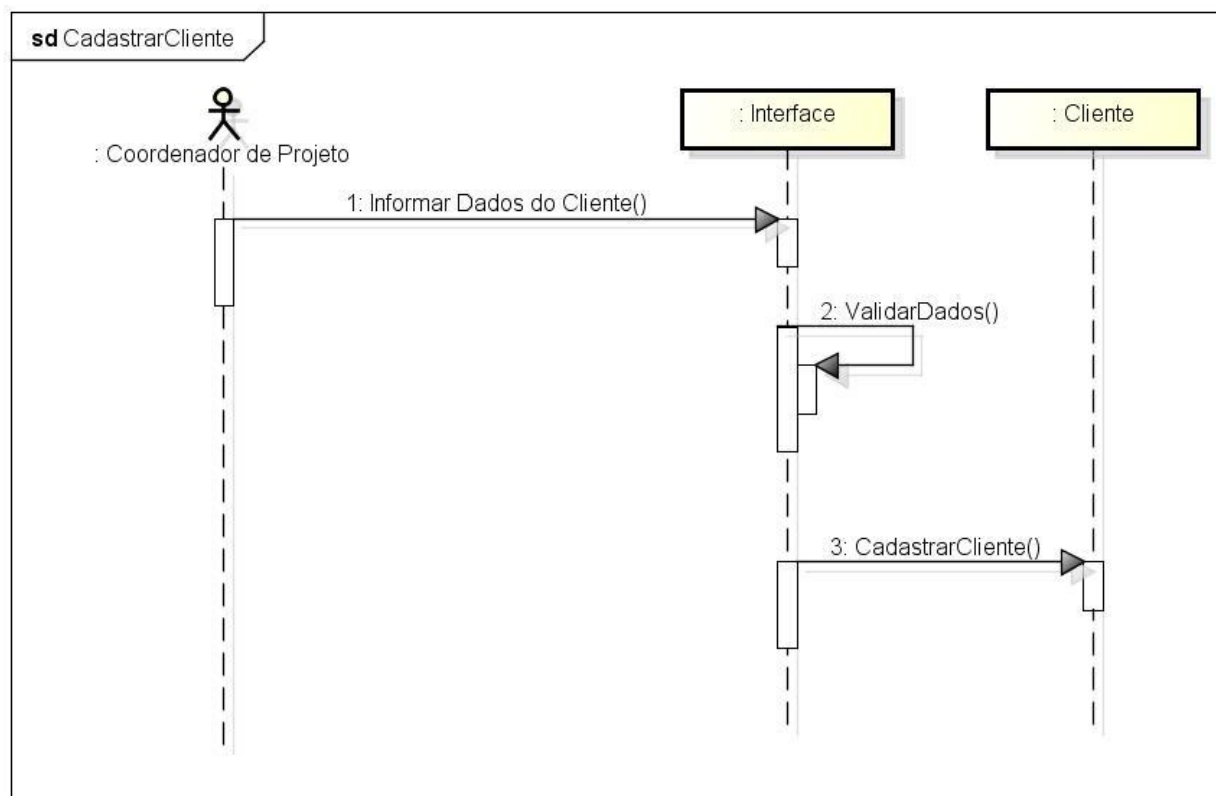 sd CadastrarCliente
: Interface
: Cliente
: Coordenador de Projeto
1: Informar Dados do Cliente()
2: ValidarDados()
3: CadastrarCliente()